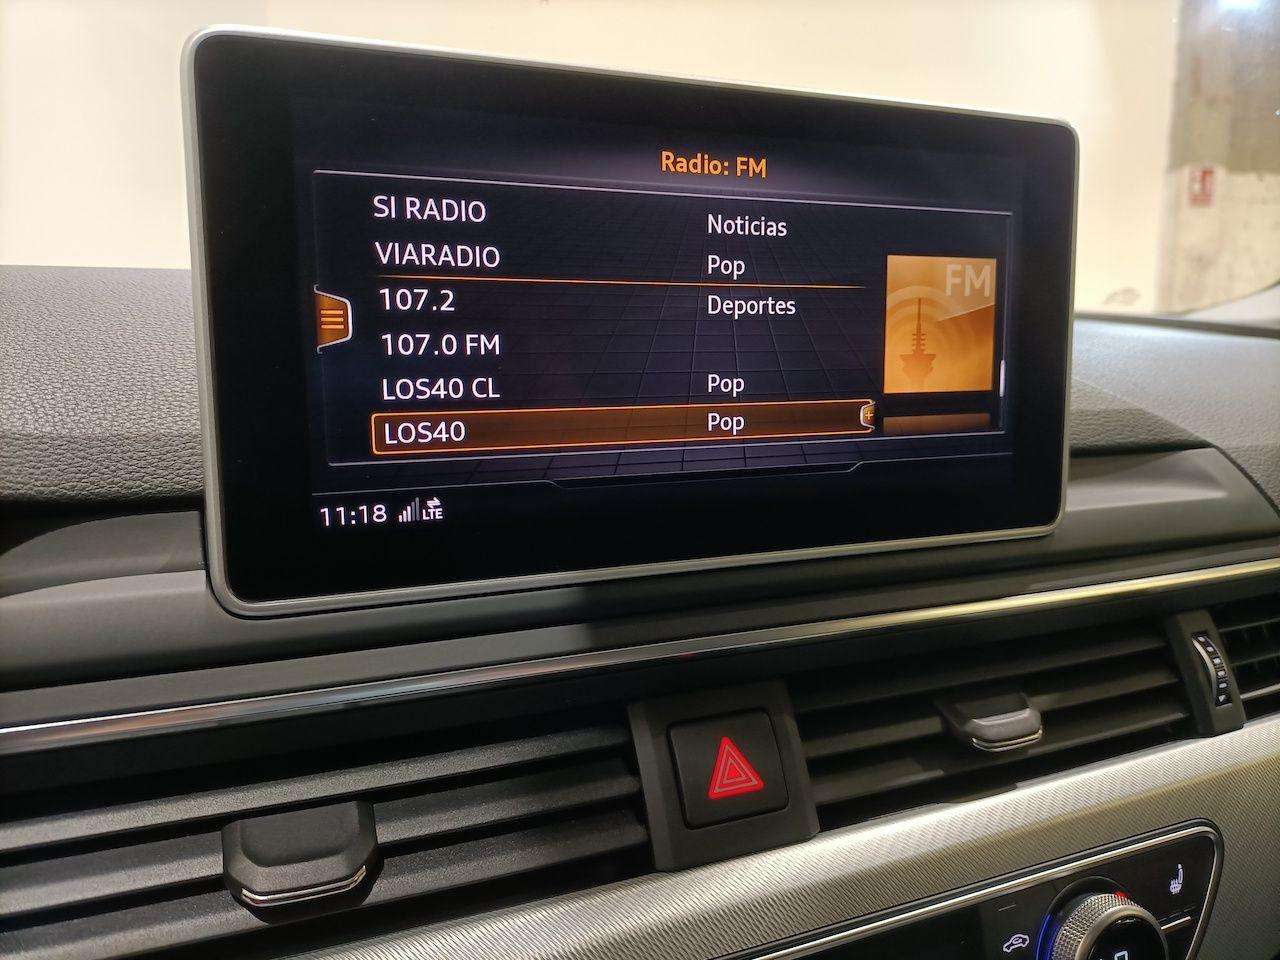 Radio: FM
SI RADIO Noticias
VIARADIO Pop
107.2 Deportes
107.0 FM
LOS40 CL Pop
LOS40 Pop
FM
11:18 LTE